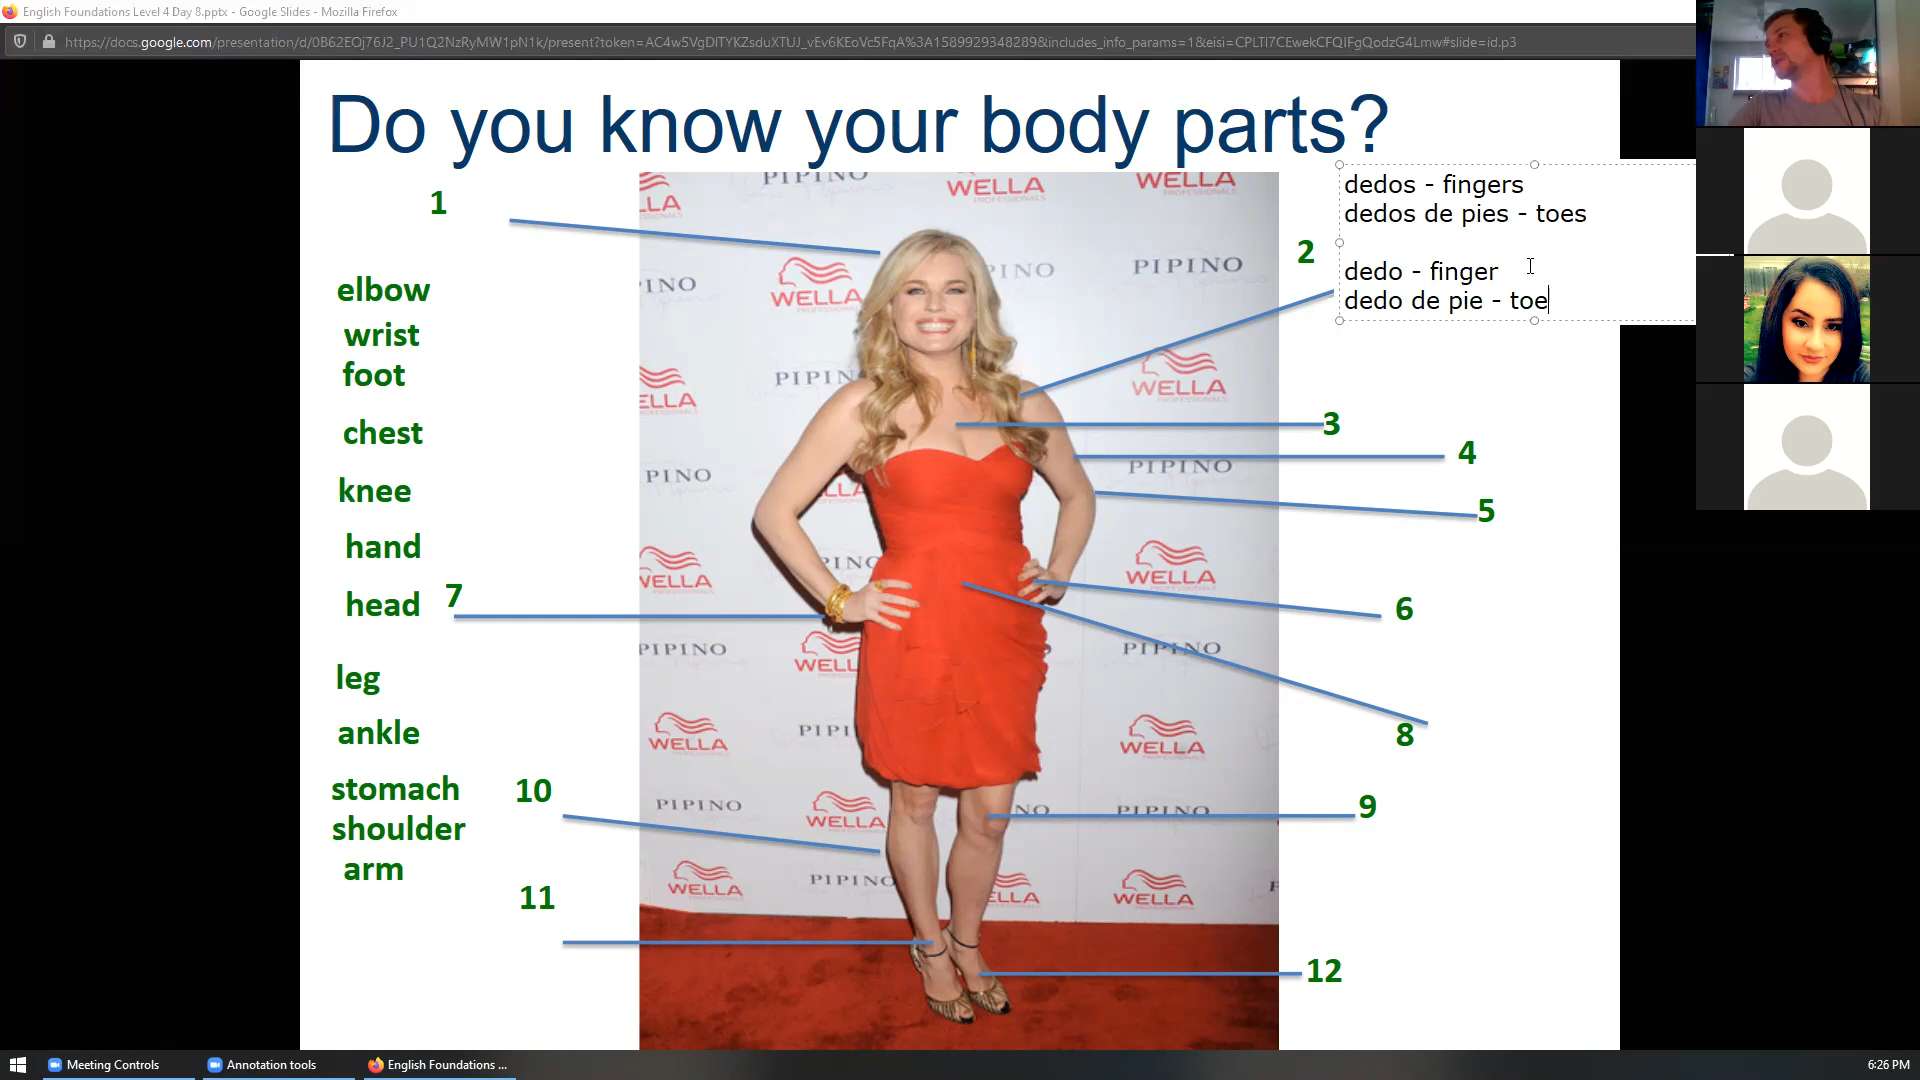 English Foundations Level 4 Day 8.pptx - Google Slides - Mozilla Firefox
https://docs.google.com/presentation/d/0B62EOj76J2_PU1Q2NzRyMW1pN1k/present?token=AC4w5VgDlTYKZsduXTUJ_vEv6KEoVc5FqA%3A1589929348289&includes_info_params=1&eisi=CPLTl7CEwekCFQIFgQodzG4Lmw#slide=id.p3
Do you know your body parts?
dedos - fingers
dedos de pies - toes
dedo - finger
dedo de pie - toe
1
2
3
4
5
6
7
8
9
10
11
12
elbow
wrist
foot
chest
knee
hand
head
leg
ankle
stomach
shoulder
arm
PIPINO
WELLA
PROFESSIONALS
Meeting Controls
Annotation tools
English Foundations ...
6:26 PM